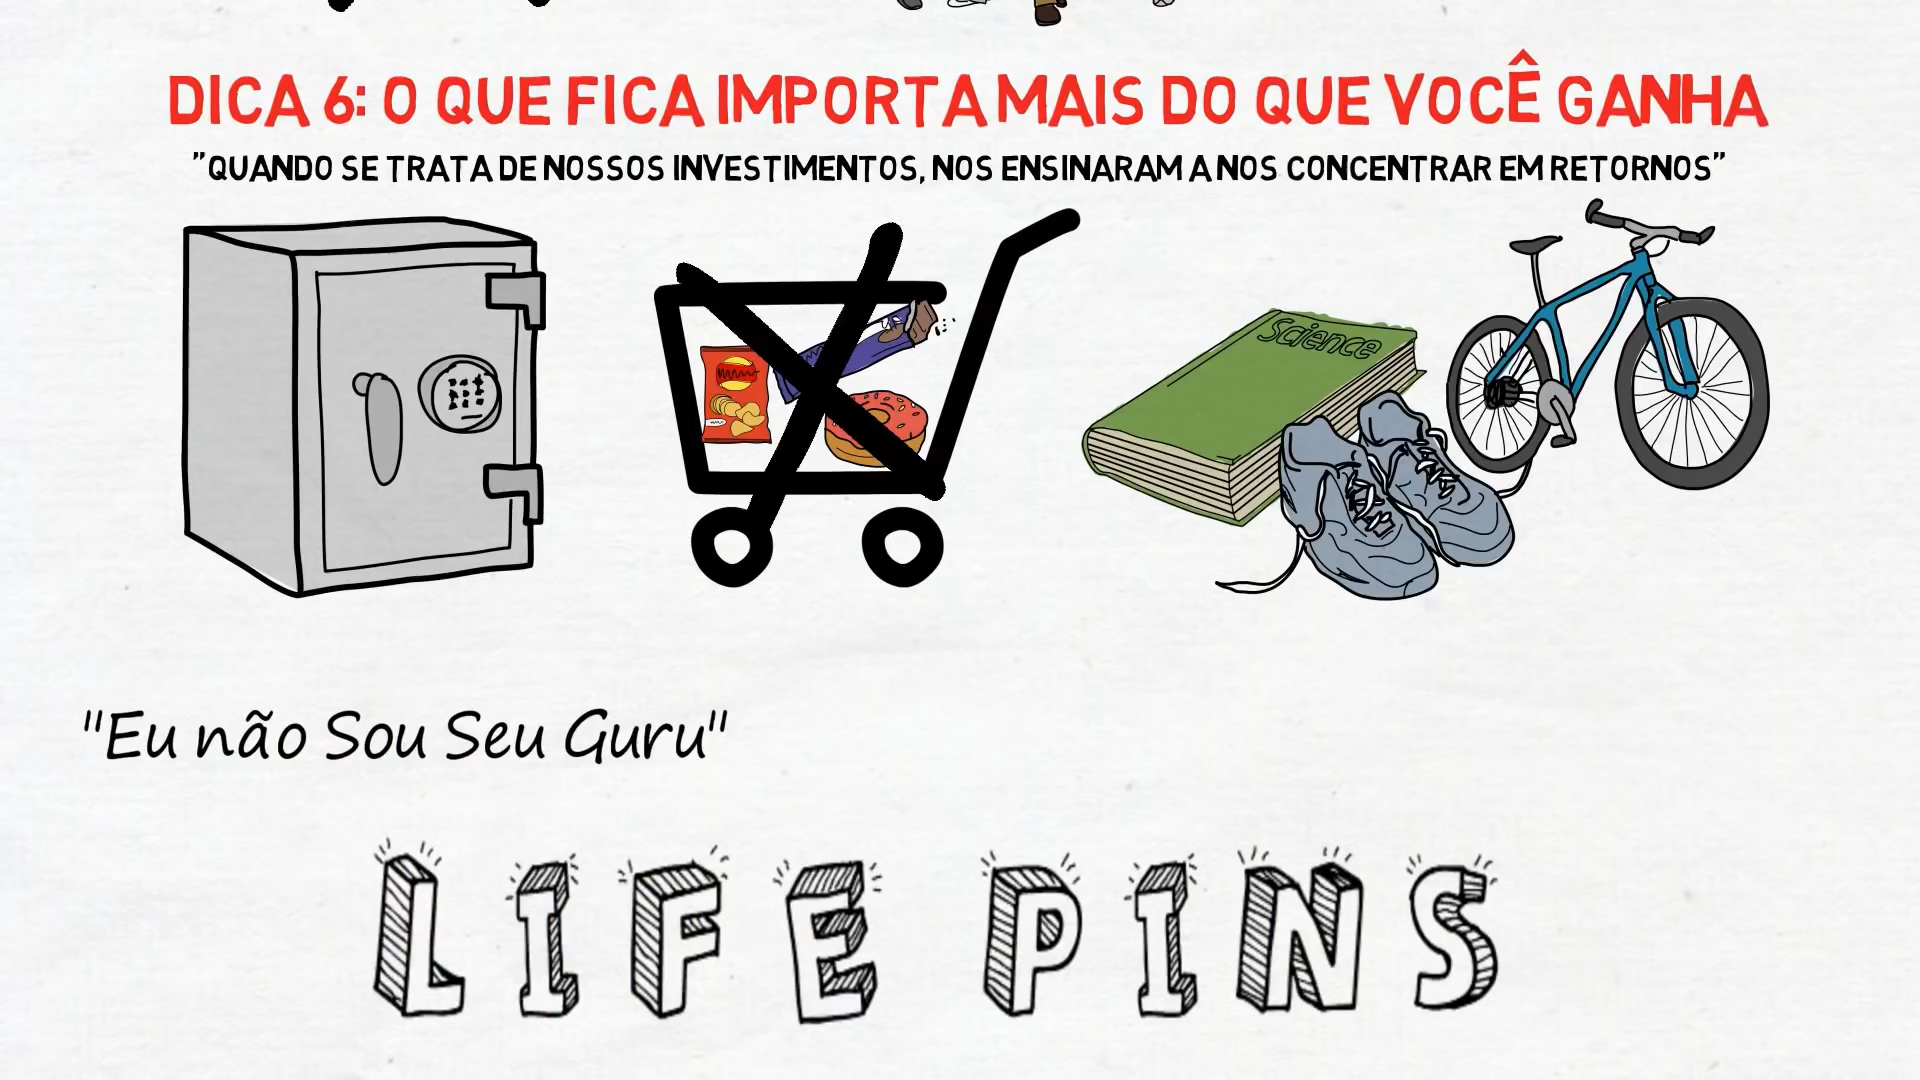 DICA 6: O QUE FICA IMPORTA MAIS DO QUE VOCÊ GANHA
"QUANDO SE TRATA DE NOSSOS INVESTIMENTOS, NOS ENSINARAM A NOS CONCENTRAR EM RETORNOS"
Science
"Eu não Sou Seu Guru"
LIFE PINS